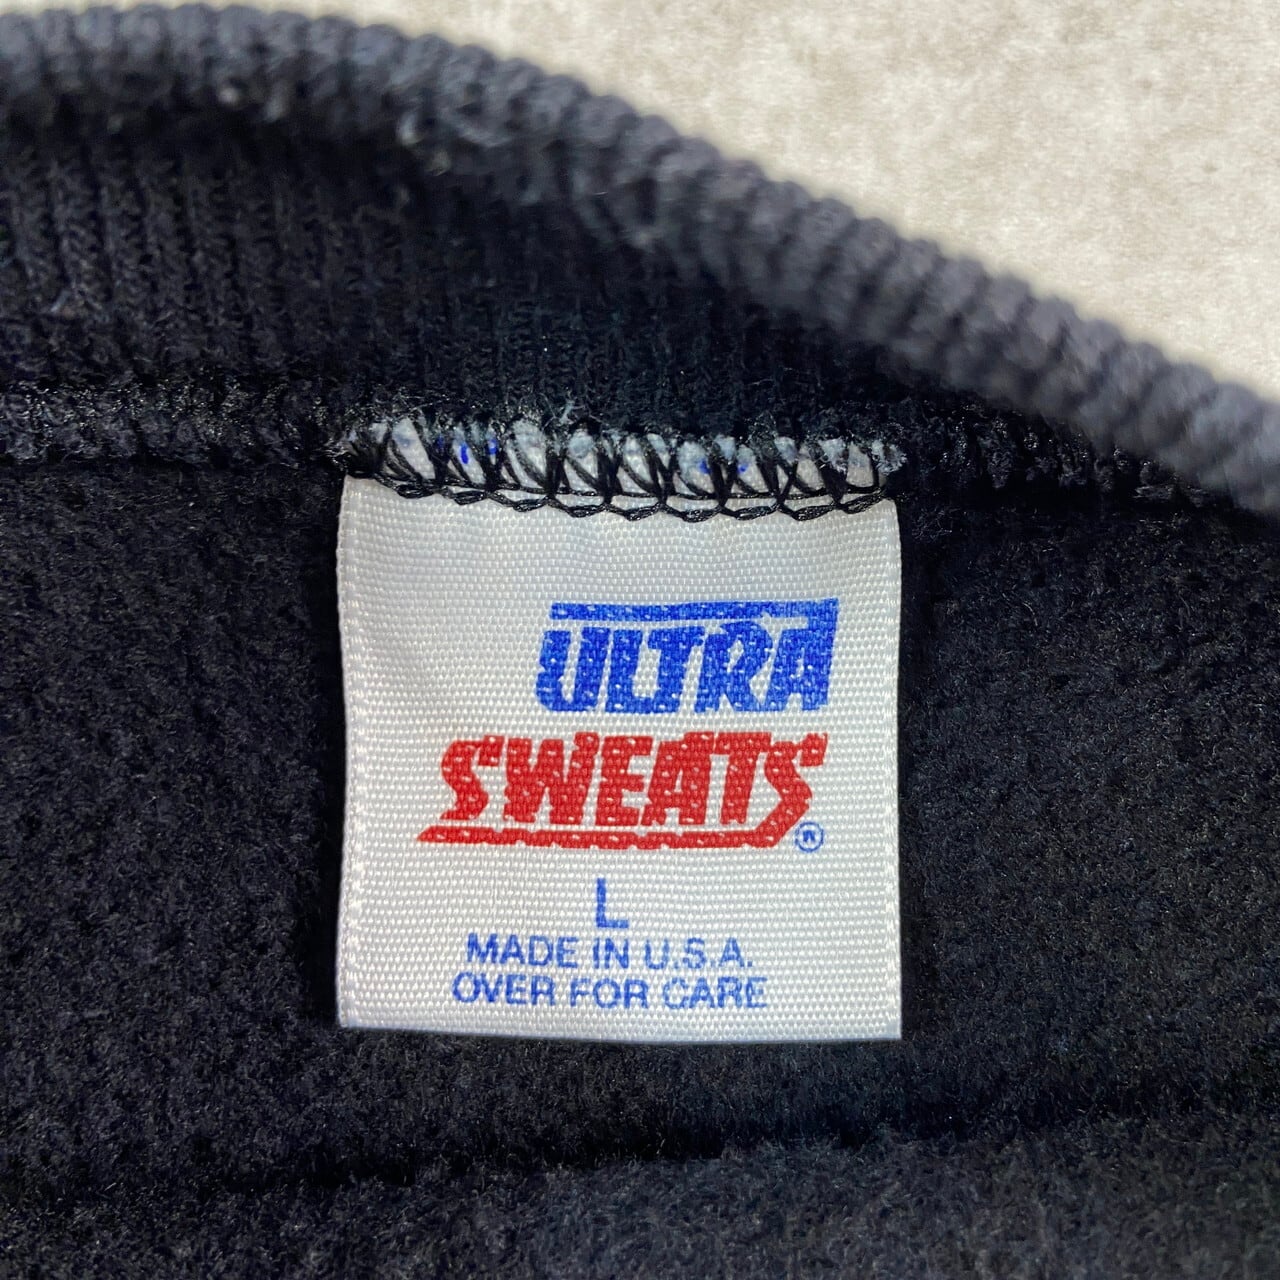 ULTRA
SWEATS®
L
MADE IN U.S.A.
OVER FOR CARE